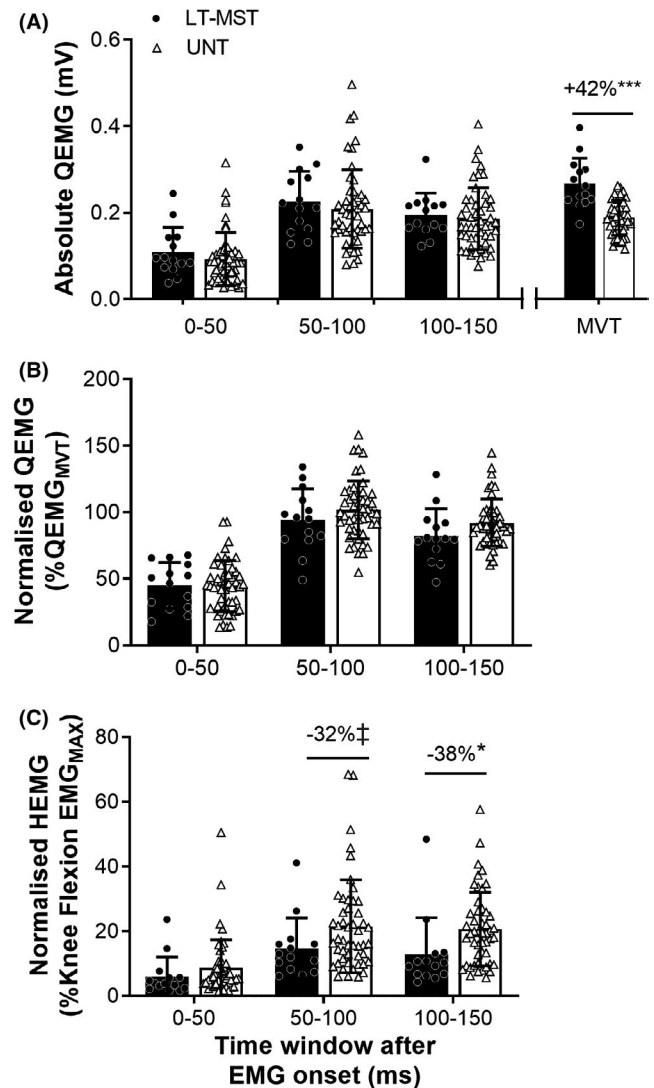 (A)
● LT-MST
△ UNT
Absolute QEMG (mV)
0.6
0.4
0.2
0.0
+42%***
0-50
50-100
100-150
MVT
(B)
Normalised QEMG
(%QEMG_MVT)
200
150
100
50
0
0-50
50-100
100-150
(C)
Normalised HEMG
(%Knee Flexion EMG_MAX)
80
60
40
20
0
-32%‡
-38%*
0-50
50-100
100-150
Time window after
EMG onset (ms)